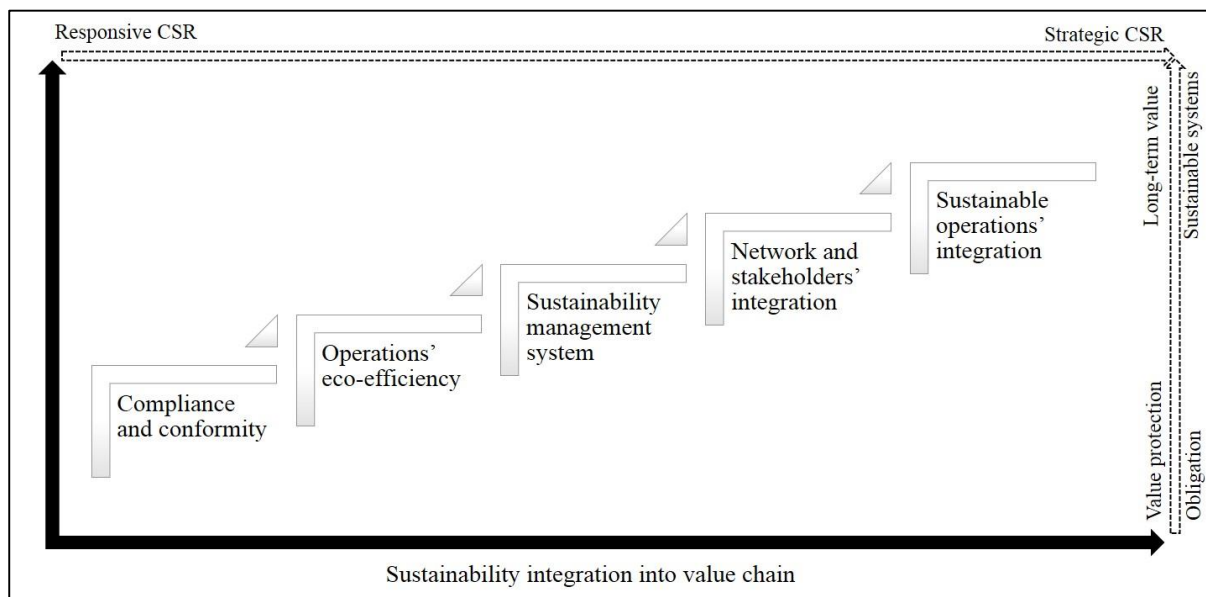 Responsive CSR
Strategic CSR
Long-term value
Sustainable systems
Sustainable
operations’
integration
Network and
stakeholders’
integration
Sustainability
management
system
Operations’
eco-efficiency
Compliance
and conformity
Value protection
Obligation
Sustainability integration into value chain